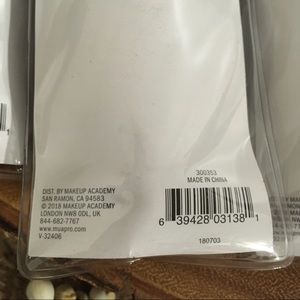 DIST. BY MAKEUP ACADEMY
SAN RAMON, CA 94583
© 2018 MAKEUP ACADEMY
LONDON NW8 0DL, UK
844-682-7767
www.muapro.com
V-32406
300353
MADE IN CHINA
6 39428 03138 1
180703